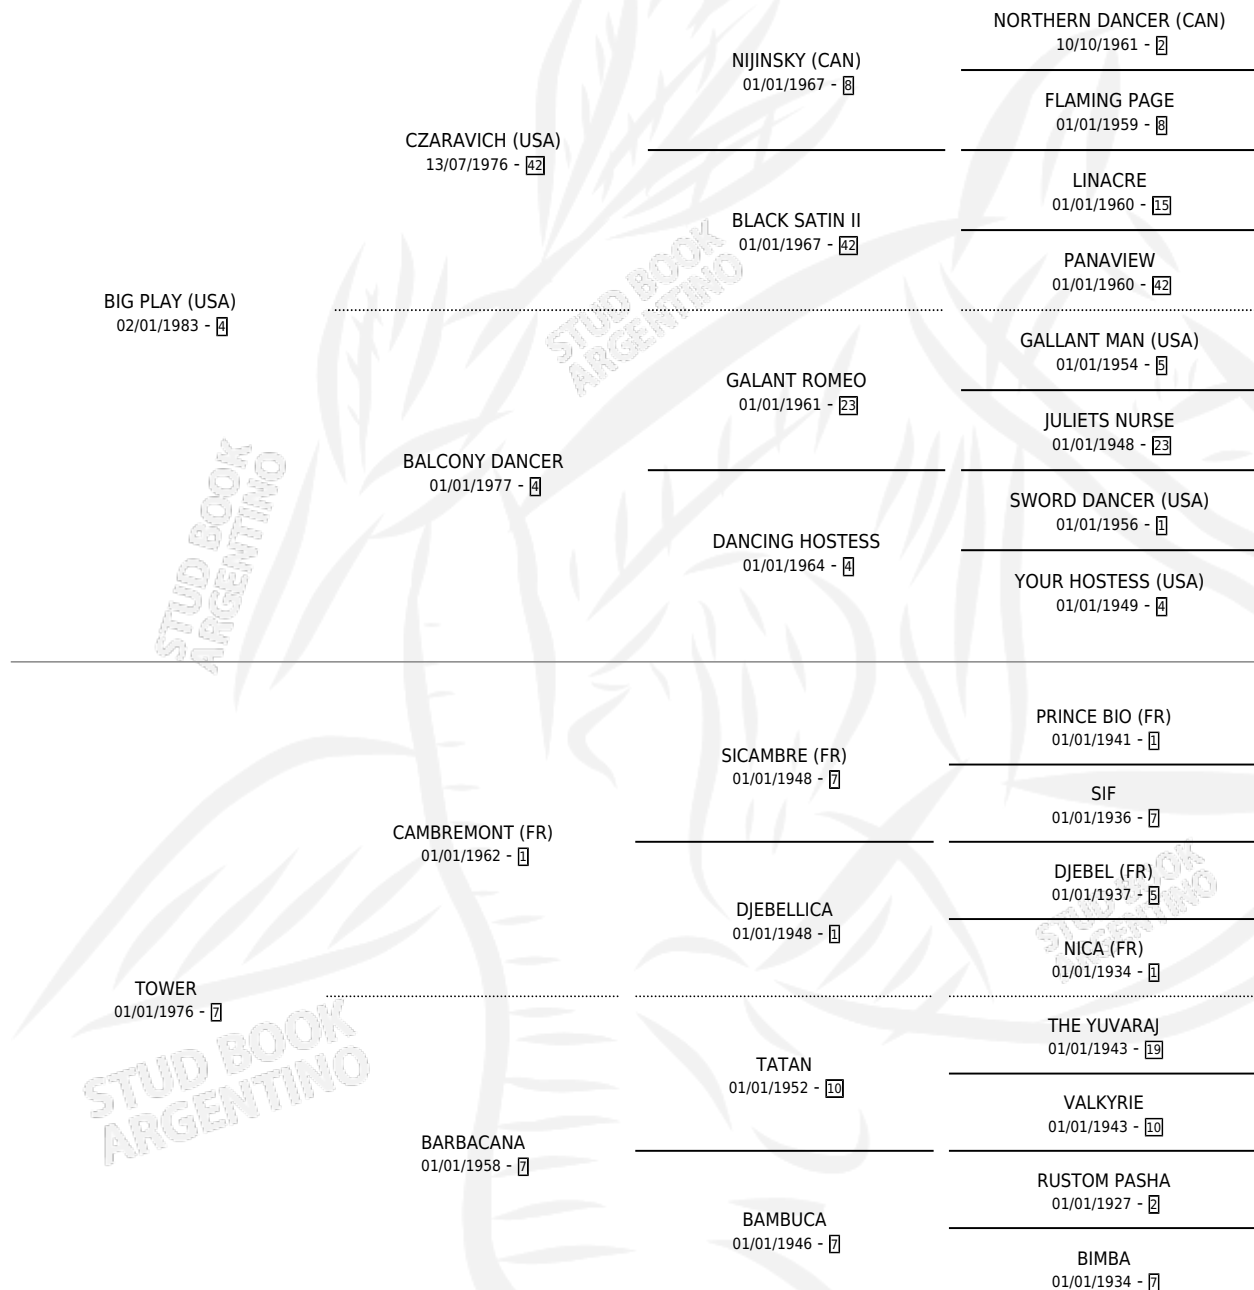 NORTHERN DANCER (CAN)
10/10/1961 - 2
NIJINSKY (CAN)
01/01/1967 - 8
FLAMING PAGE
01/01/1959 - 8
CZARAVICH (USA)
13/07/1976 - 42
LINACRE
01/01/1960 - 15
BLACK SATIN II
01/01/1967 - 42
PANAVIEW
01/01/1960 - 42
BIG PLAY (USA)
02/01/1983 - 4
STUD BOOK
ARGENTINO
GALLANT MAN (USA)
01/01/1954 - 5
GALANT ROMEO
01/01/1961 - 23
JULIETS NURSE
01/01/1948 - 23
BALCONY DANCER
01/01/1977 - 4
STUD BOOK
ARGENTINO
SWORD DANCER (USA)
01/01/1956 - 1
DANCING HOSTESS
01/01/1964 - 4
YOUR HOSTESS (USA)
01/01/1949 - 4
PRINCE BIO (FR)
01/01/1941 - 1
SICAMBRE (FR)
01/01/1948 - 7
SIF
01/01/1936 - 7
CAMBREMONT (FR)
01/01/1962 - 1
DJEBEL (FR)
01/01/1937 - 5
STUD BOOK
ARGENTINO
DJEBELLICA
01/01/1948 - 1
NICA (FR)
01/01/1934 - 1
TOWER
01/01/1976 - 7
STUD BOOK
ARGENTINO
THE YUVARAJ
01/01/1943 - 19
TATAN
01/01/1952 - 10
VALKYRIE
01/01/1943 - 10
BARBACANA
01/01/1958 - 7
RUSTOM PASHA
01/01/1927 - 2
BAMBUCA
01/01/1946 - 7
BIMBA
01/01/1934 - 7